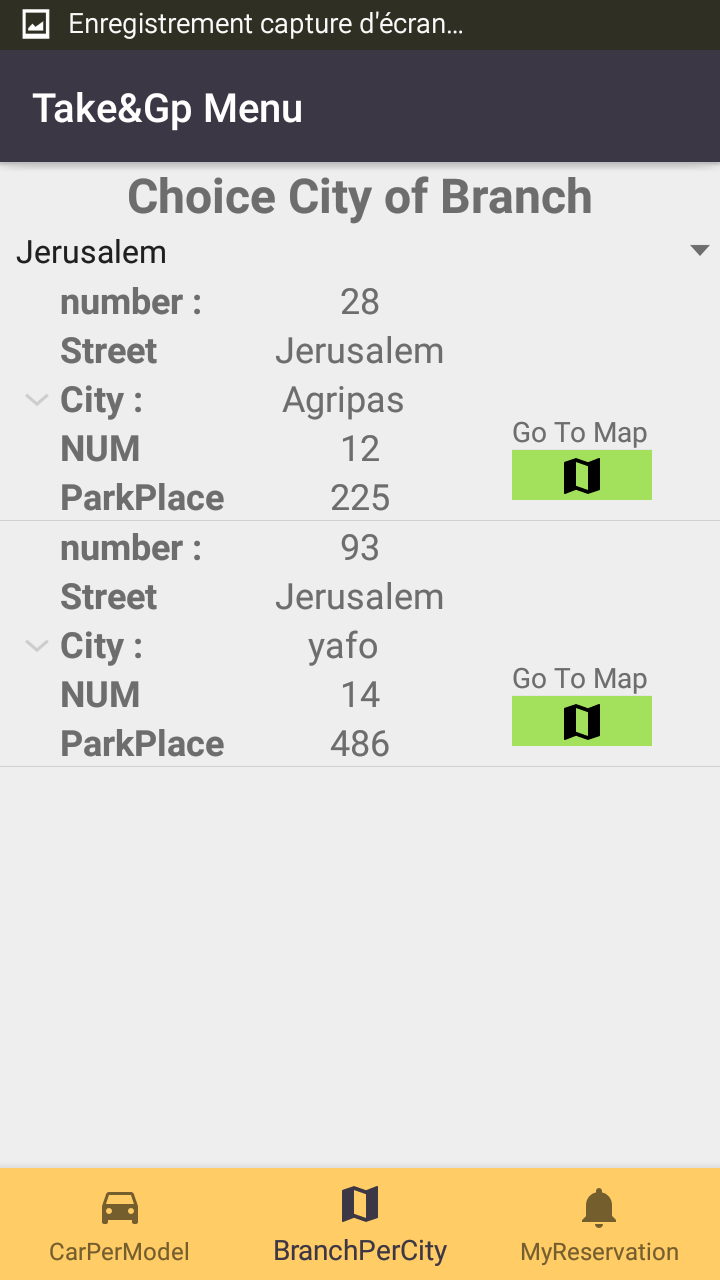 Enregistrement capture d'écran...
Take&Gp Menu
Choice City of Branch
Jerusalem
number : 28
Street Jerusalem
City : Agripas
Go To Map
NUM 12
ParkPlace 225
number : 93
Street Jerusalem
City : yafo
Go To Map
NUM 14
ParkPlace 486
CarPerModel BranchPerCity MyReservation